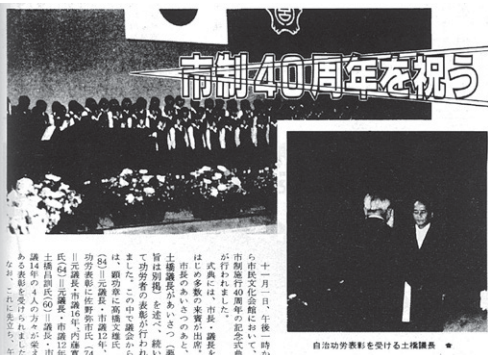 市制40周年を祝う
十一月一日、午後一時か
ら市民文化会館において
市制施行40周年の記念式典
が行われました。
式典には、市長・議長を
はじめ多数の来賓が出席。
市長のあいさつのあと、
土橋議長があいさつ(要
旨は別掲)を述べ、続い
て功労者の表彰が行われ
ました。この中で議会から
は、顕功章に高橋文雄氏
(84)=元議長・市議12年、
功労表彰に佐野弥市氏(74)
=元議長・市議16年、内藤
氏(64)=元議長・市議12年
土橋昌訓氏(60)=議長・市
議14年の4人の方々が栄え
ある表彰を受けられました
なお、これに先立ち、午
自治功労表彰を受ける土橋議長